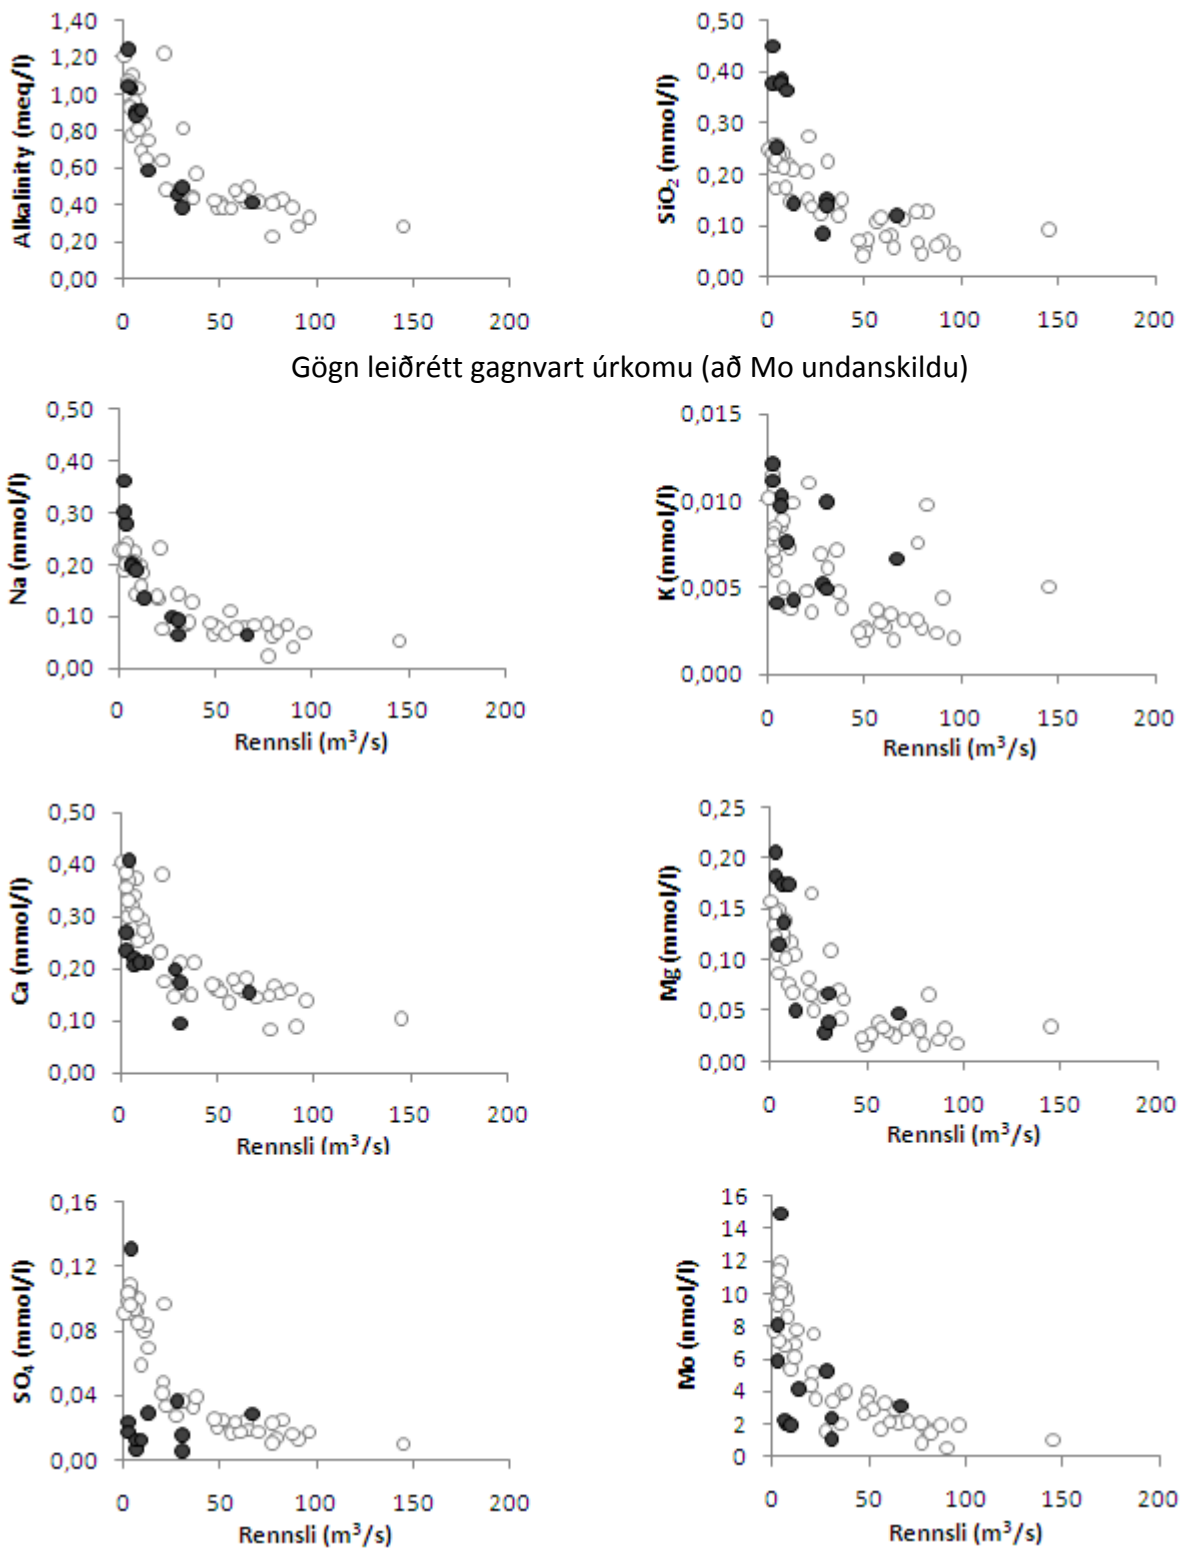 1,40
1,20
1,00
0,80
0,60
0,40
0,20
0,00
Alkalinity (meq/l)
0 50 100 150 200
0,50
0,40
0,30
0,20
0,10
0,00
SiO₂ (mmol/l)
0 50 100 150 200
Gögn leiðrétt gagnvart úrkomu (að Mo undanskildu)
0,50
0,40
0,30
0,20
0,10
0,00
Na (mmol/l)
0 50 100 150 200
Rennsli (m³/s)
0,015
0,010
0,005
0,000
K (mmol/l)
0 50 100 150 200
Rennsli (m³/s)
0,50
0,40
0,30
0,20
0,10
0,00
Ca (mmol/l)
0 50 100 150 200
Rennsli (m³/s)
0,25
0,20
0,15
0,10
0,05
0,00
Mg (mmol/l)
0 50 100 150 200
Rennsli (m³/s)
0,16
0,12
0,08
0,04
0,00
SO₄ (mmol/l)
0 50 100 150 200
Rennsli (m³/s)
16
14
12
10
8
6
4
2
0
Mo (nmol/l)
0 50 100 150 200
Rennsli (m³/s)